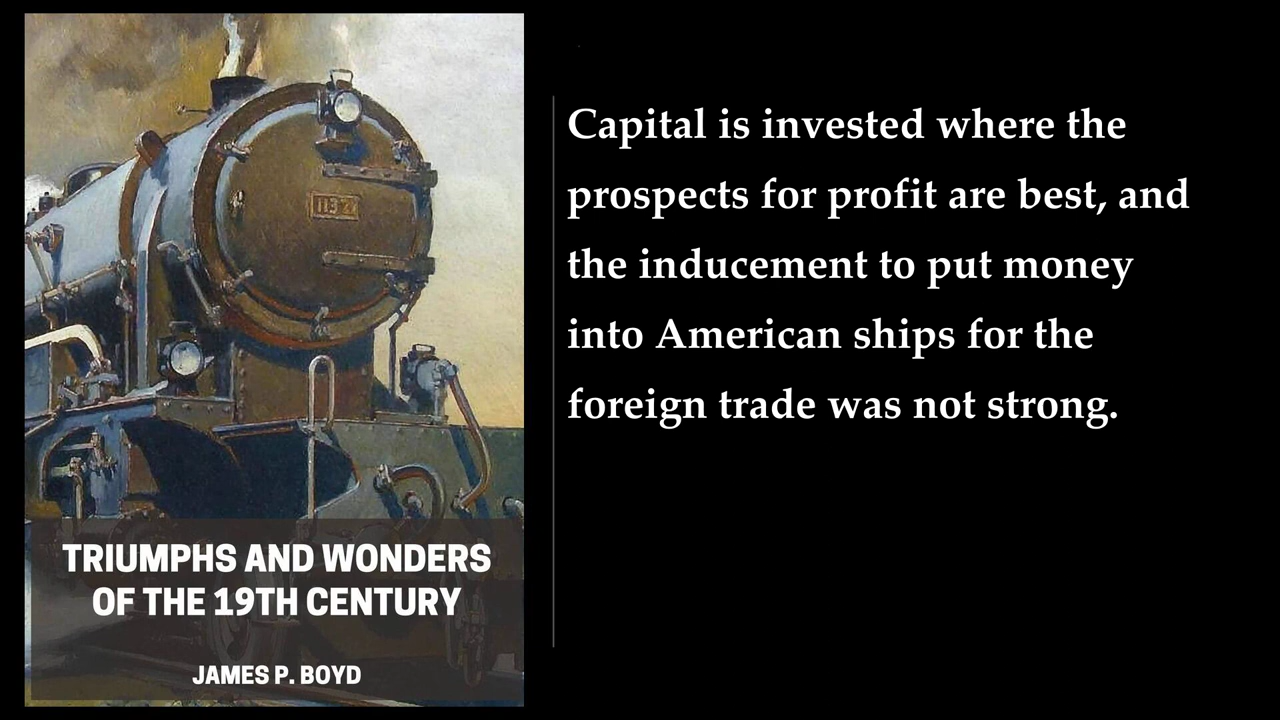 Capital is invested where the
prospects for profit are best, and
the inducement to put money
into American ships for the
foreign trade was not strong.
TRIUMPHS AND WONDERS
OF THE 19TH CENTURY
JAMES P. BOYD